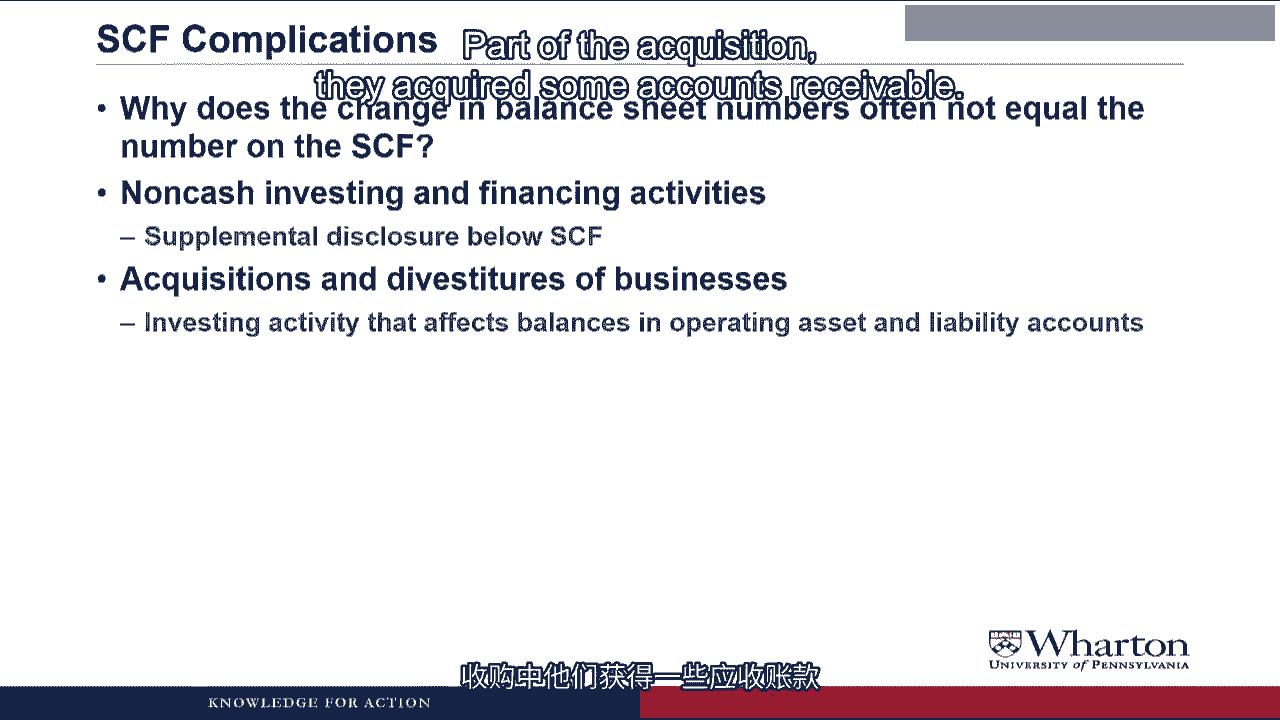 SCF Complications
Part of the acquisition,
they acquired some accounts receivable.
• Why does the change in balance sheet numbers often not equal the
number on the SCF?
• Noncash investing and financing activities
– Supplemental disclosure below SCF
• Acquisitions and divestitures of businesses
– Investing activity that affects balances in operating asset and liability accounts
Wharton
UNIVERSITY of PENNSYLVANIA
收购中他们获得一些应收账款
KNOWLEDGE FOR ACTION